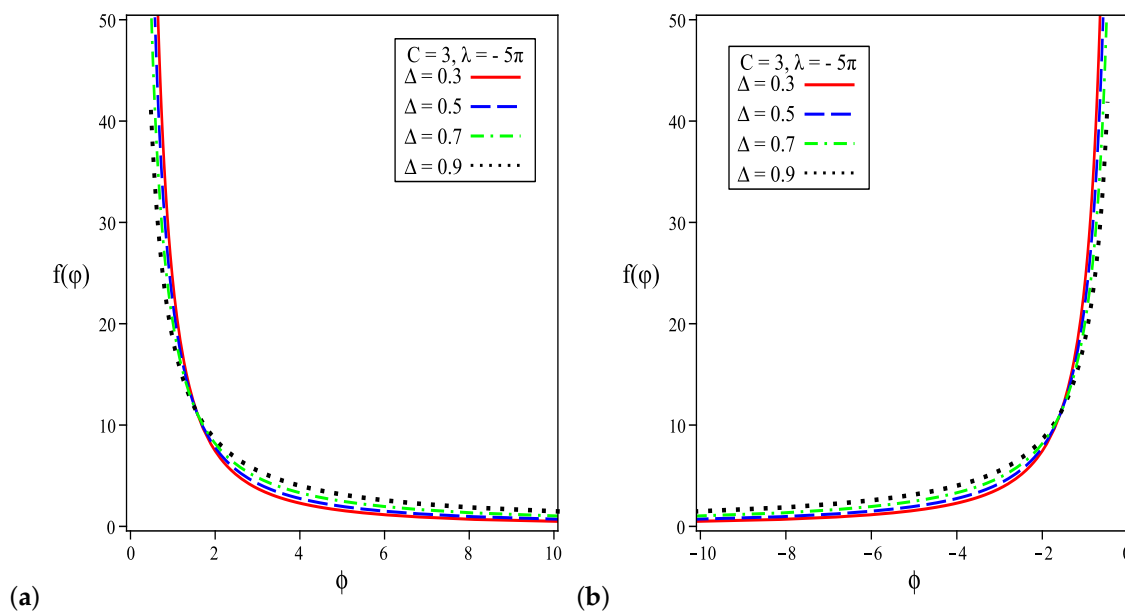 50
40
30
20
10
0
f(φ)
C = 3, λ = - 5π
Δ = 0.3
Δ = 0.5
Δ = 0.7
Δ = 0.9
0 2 4 6 8 10
ϕ
(a)
50
40
30
20
10
0
f(φ)
C = 3, λ = - 5π
Δ = 0.3
Δ = 0.5
Δ = 0.7
Δ = 0.9
−10 −8 −6 −4 −2 0
ϕ
(b)